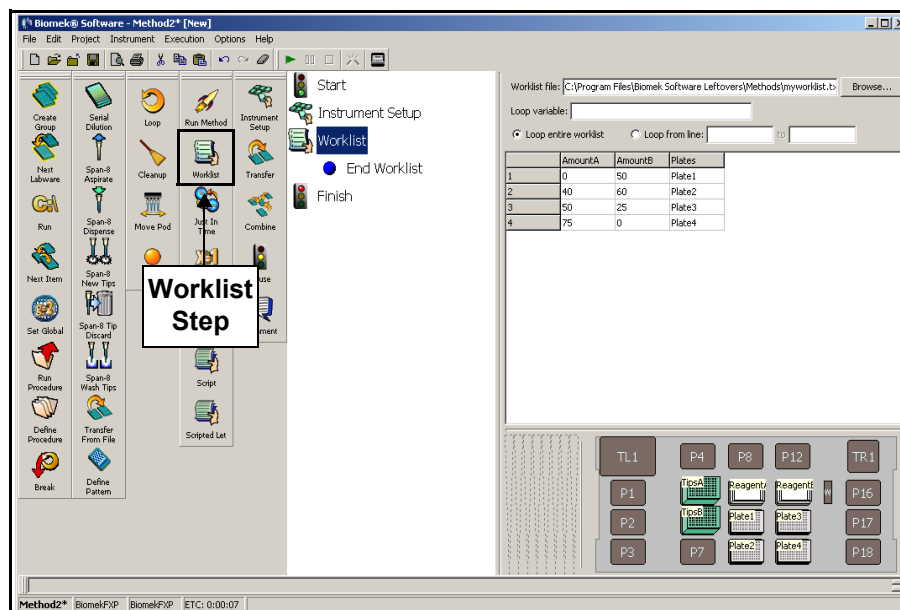 Biomek® Software - Method2* [New]
File Edit Project Instrument Execution Options Help
Create Group
Serial Dilution
Loop
Run Method
Instrument Setup
Next Labware
Span-8 Aspirate
Cleanup
Worklist
Transfer
Run
Span-8 Dispense
Move Pod
Just In Time
Combine
Next Item
Span-8 New Tips
Set Global
Span-8 Tip Discard
Run Procedure
Span-8 Wash Tips
Script
Define Procedure
Transfer From File
Scripted Let
Break
Define Pattern
Worklist
Step
Start
Instrument Setup
Worklist
End Worklist
Finish
Worklist file: C:\Program Files\Biomek Software Leftovers\Methods\myworklist.tx Browse...
Loop variable:
Loop entire worklist Loop from line: to
AmountA AmountB Plates
1 0 50 Plate1
2 40 60 Plate2
3 50 25 Plate3
4 75 0 Plate4
TL1 P4 P8 P12 TR1
P1 TipsA Reagent Reagent W P16
P2 TipsB Plate1 Plate3 P17
P3 P7 Plate2 Plate4 P18
Method2* BiomekFXP BiomekFXP ETC: 0:00:07